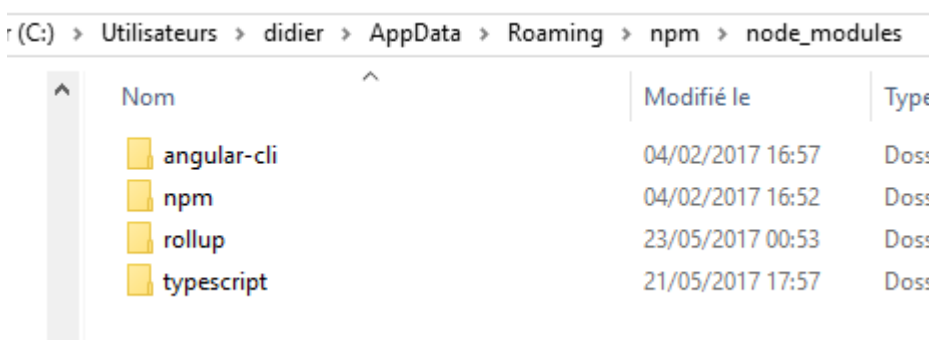 r (C:) > Utilisateurs > didier > AppData > Roaming > npm > node_modules
Nom Modifié le Type
angular-cli 04/02/2017 16:57 Doss
npm 04/02/2017 16:52 Doss
rollup 23/05/2017 00:53 Doss
typescript 21/05/2017 17:57 Doss